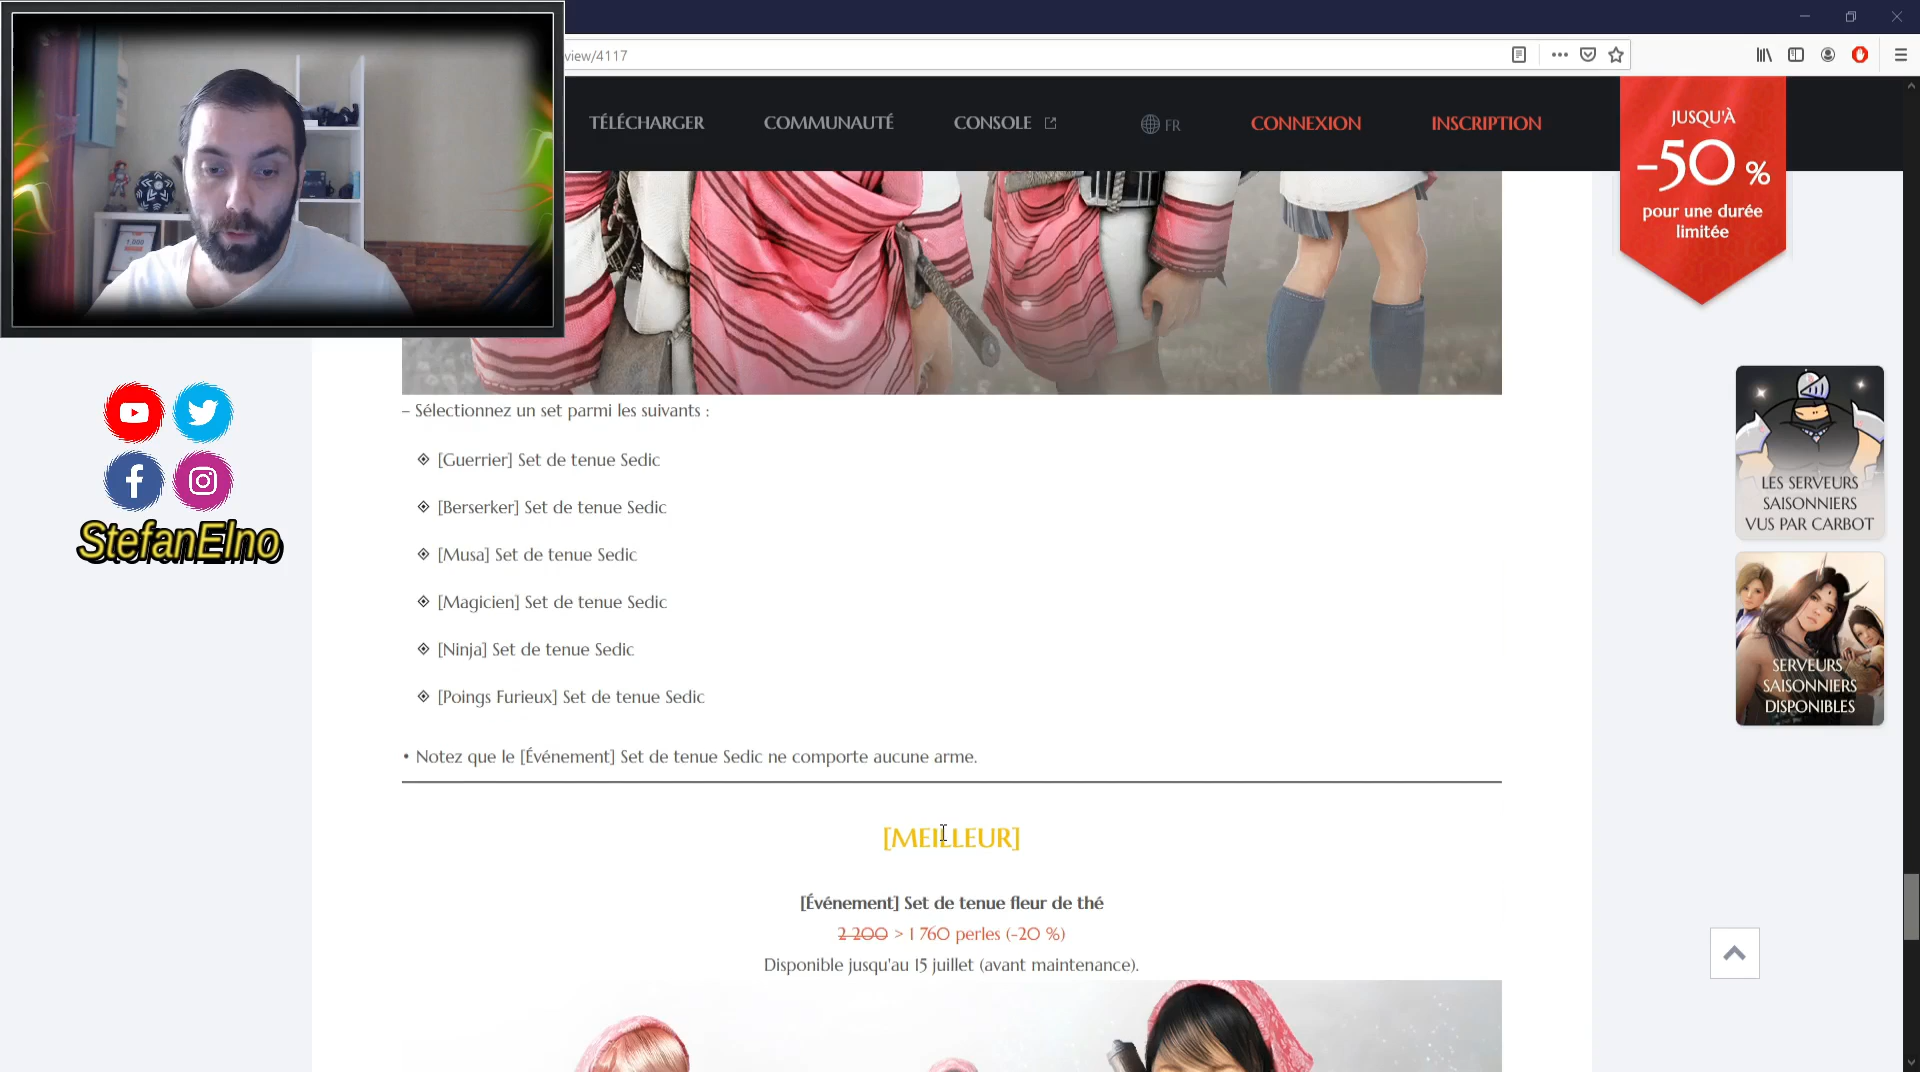 view/4117
TÉLÉCHARGER
COMMUNAUTÉ
CONSOLE
FR
CONNEXION
INSCRIPTION
JUSQU'À
-50 %
pour une durée
limitée
1,000
– Sélectionnez un set parmi les suivants :
[Guerrier] Set de tenue Sedic
[Berserker] Set de tenue Sedic
[Musa] Set de tenue Sedic
[Magicien] Set de tenue Sedic
[Ninja] Set de tenue Sedic
[Poings Furieux] Set de tenue Sedic
• Notez que le [Événement] Set de tenue Sedic ne comporte aucune arme.
[MEILLEUR]
[Événement] Set de tenue fleur de thé
2 200 > 1 760 perles (-20 %)
Disponible jusqu'au 15 juillet (avant maintenance).
StefanElno
LES SERVEURS
SAISONNIERS
VUS PAR CARBOT
SERVEURS
SAISONNIERS
DISPONIBLES